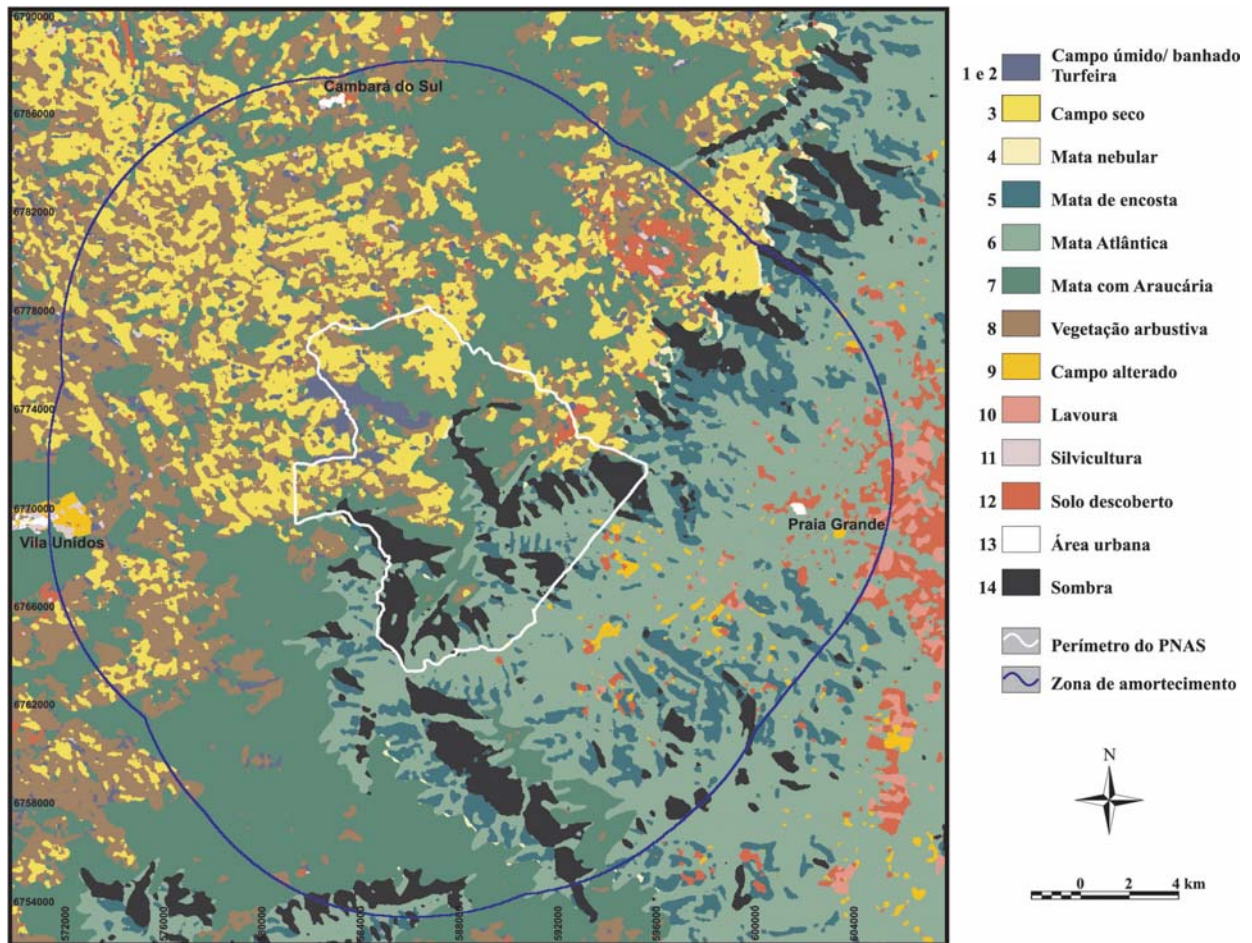 6790000
6786000
6782000
6778000
6774000
6770000
6766000
6762000
6758000
6754000
572000
576000
580000
584000
588000
592000
596000
600000
604000
Cambará do Sul
Vila Unidos
Praia Grande
1 e 2 Campo úmido/ banhado
Turfeira
3 Campo seco
4 Mata nebular
5 Mata de encosta
6 Mata Atlântica
7 Mata com Araucária
8 Vegetação arbustiva
9 Campo alterado
10 Lavoura
11 Silvicultura
12 Solo descoberto
13 Área urbana
14 Sombra
Perímetro do PNAS
Zona de amortecimento
N
2 0 2 4 km